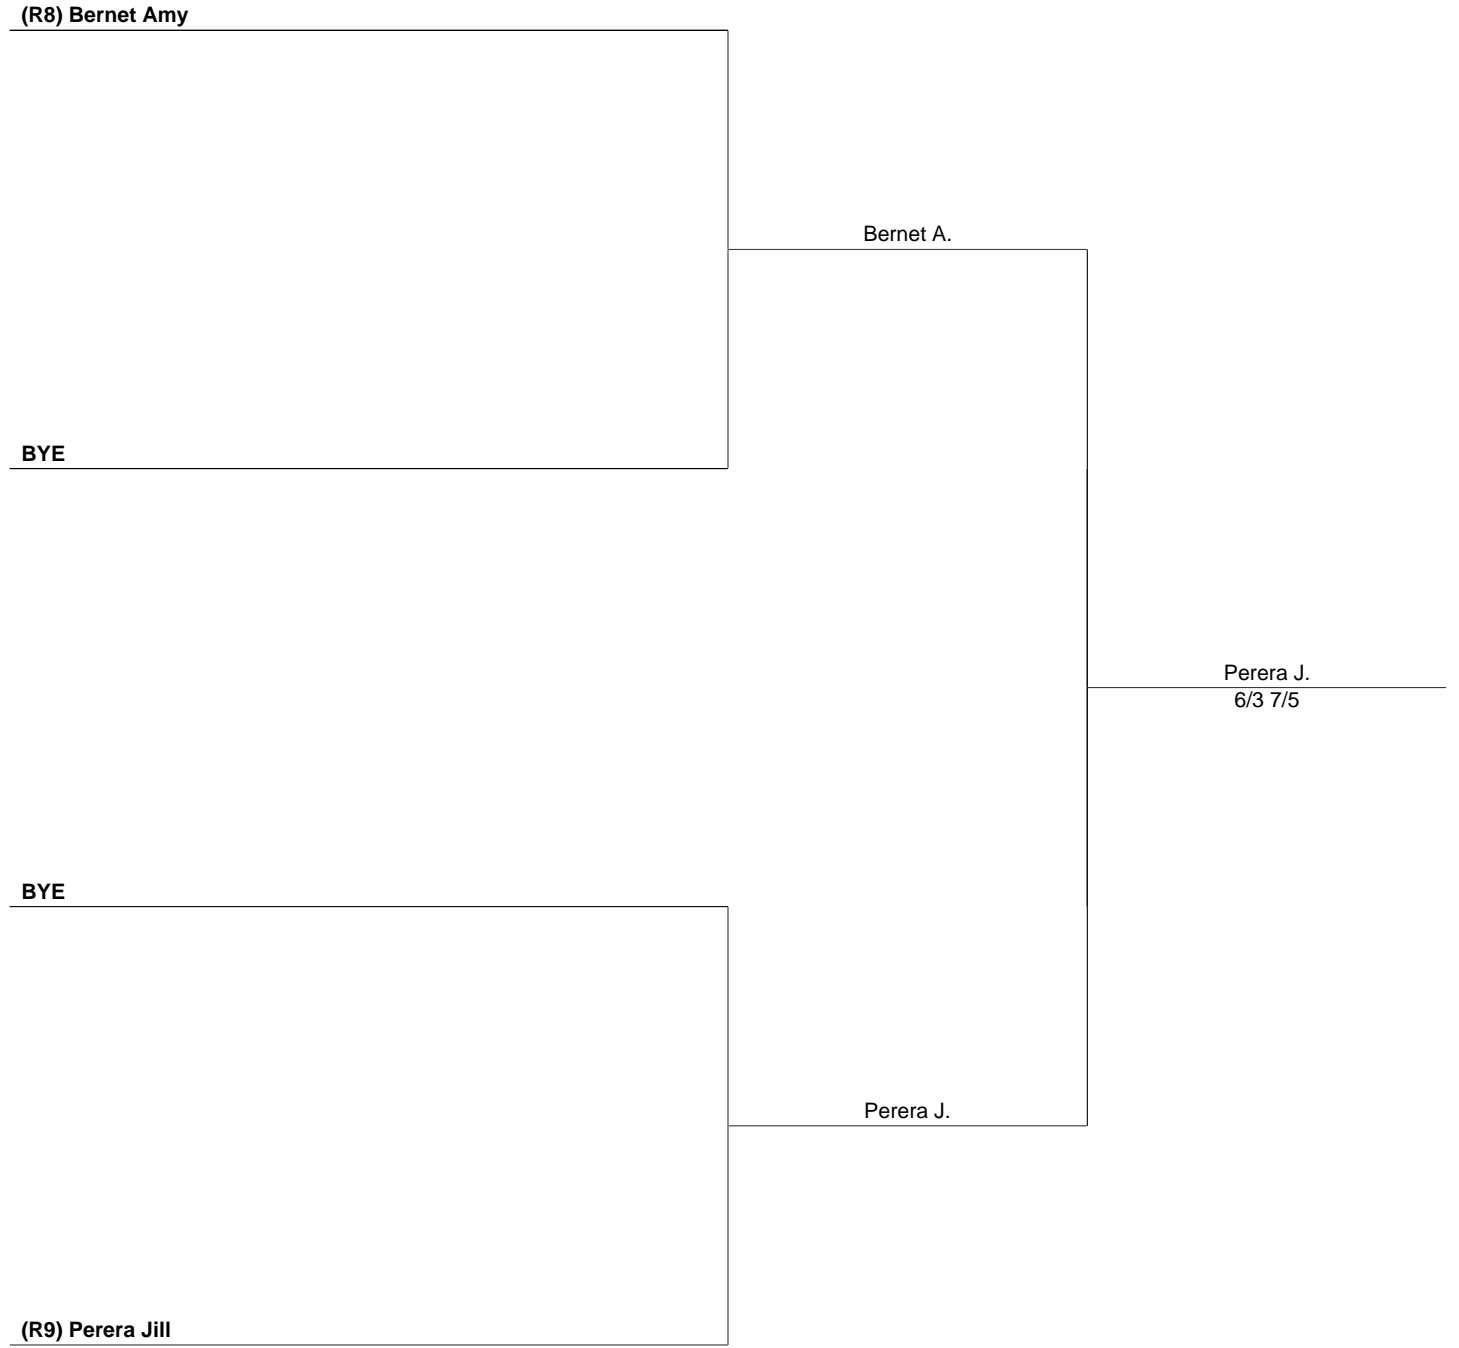 (R8) Bernet Amy
Bernet A.
BYE
Perera J.
6/3 7/5
BYE
Perera J.
(R9) Perera Jill